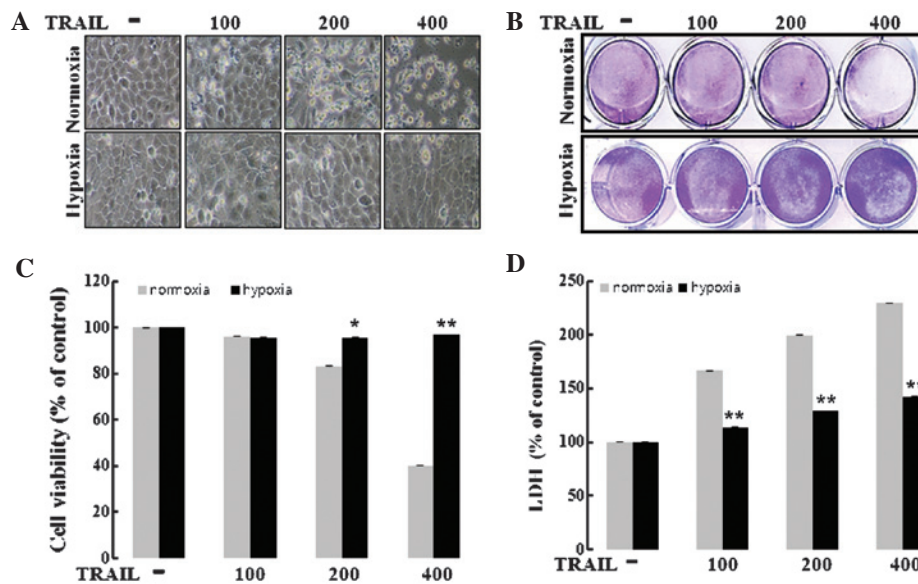 A
TRAIL – 100 200 400
Normoxia
Hypoxia
B
TRAIL – 100 200 400
Normoxia
Hypoxia
C
Cell viability (% of control)
120
100
80
60
40
20
0
normoxia hypoxia
* **
TRAIL – 100 200 400
D
LDH (% of control)
250
200
150
100
50
0
normoxia hypoxia
** ** **
TRAIL – 100 200 400